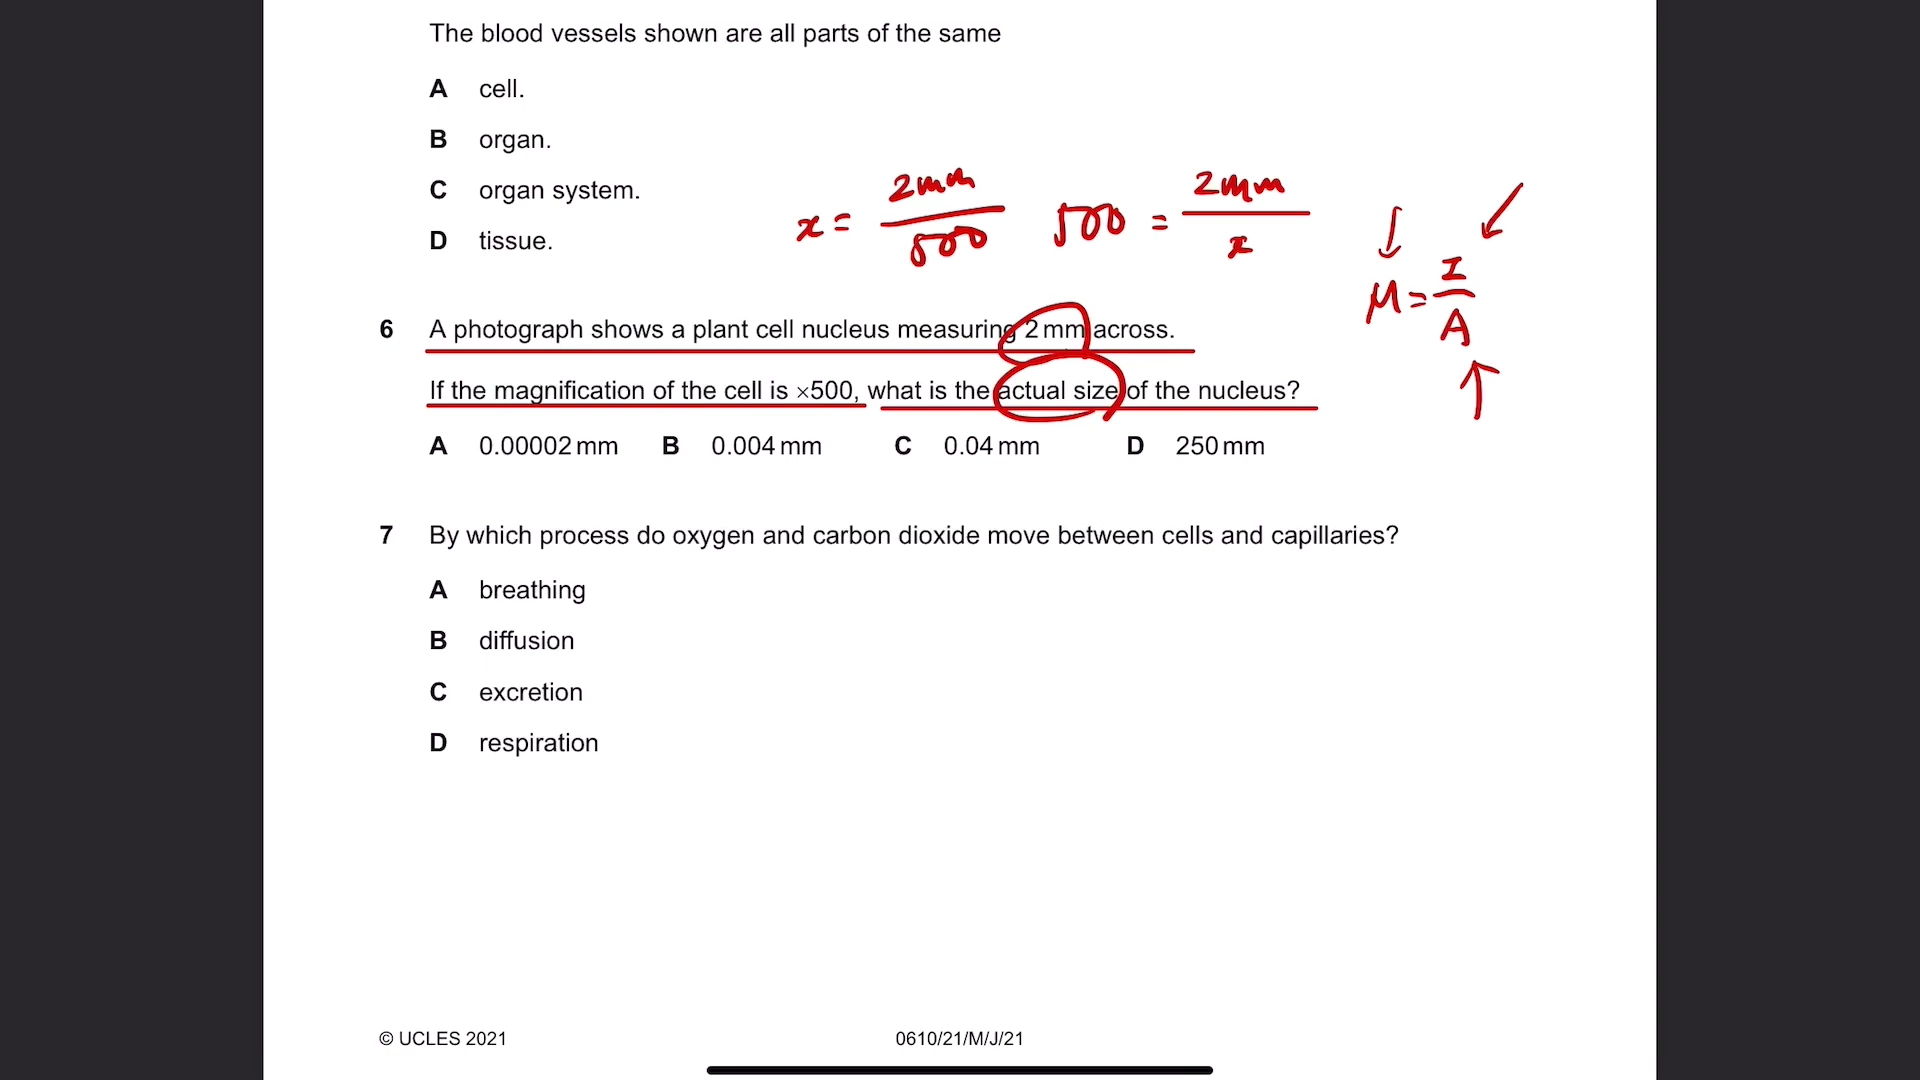 The blood vessels shown are all parts of the same
A cell.
B organ.
C organ system.
D tissue.
x = 2mm / 500
500 = 2mm / x
M = I / A
6 A photograph shows a plant cell nucleus measuring 2 mm across.
If the magnification of the cell is ×500, what is the actual size of the nucleus?
A 0.00002 mm B 0.004 mm C 0.04 mm D 250 mm
7 By which process do oxygen and carbon dioxide move between cells and capillaries?
A breathing
B diffusion
C excretion
D respiration
© UCLES 2021 0610/21/M/J/21